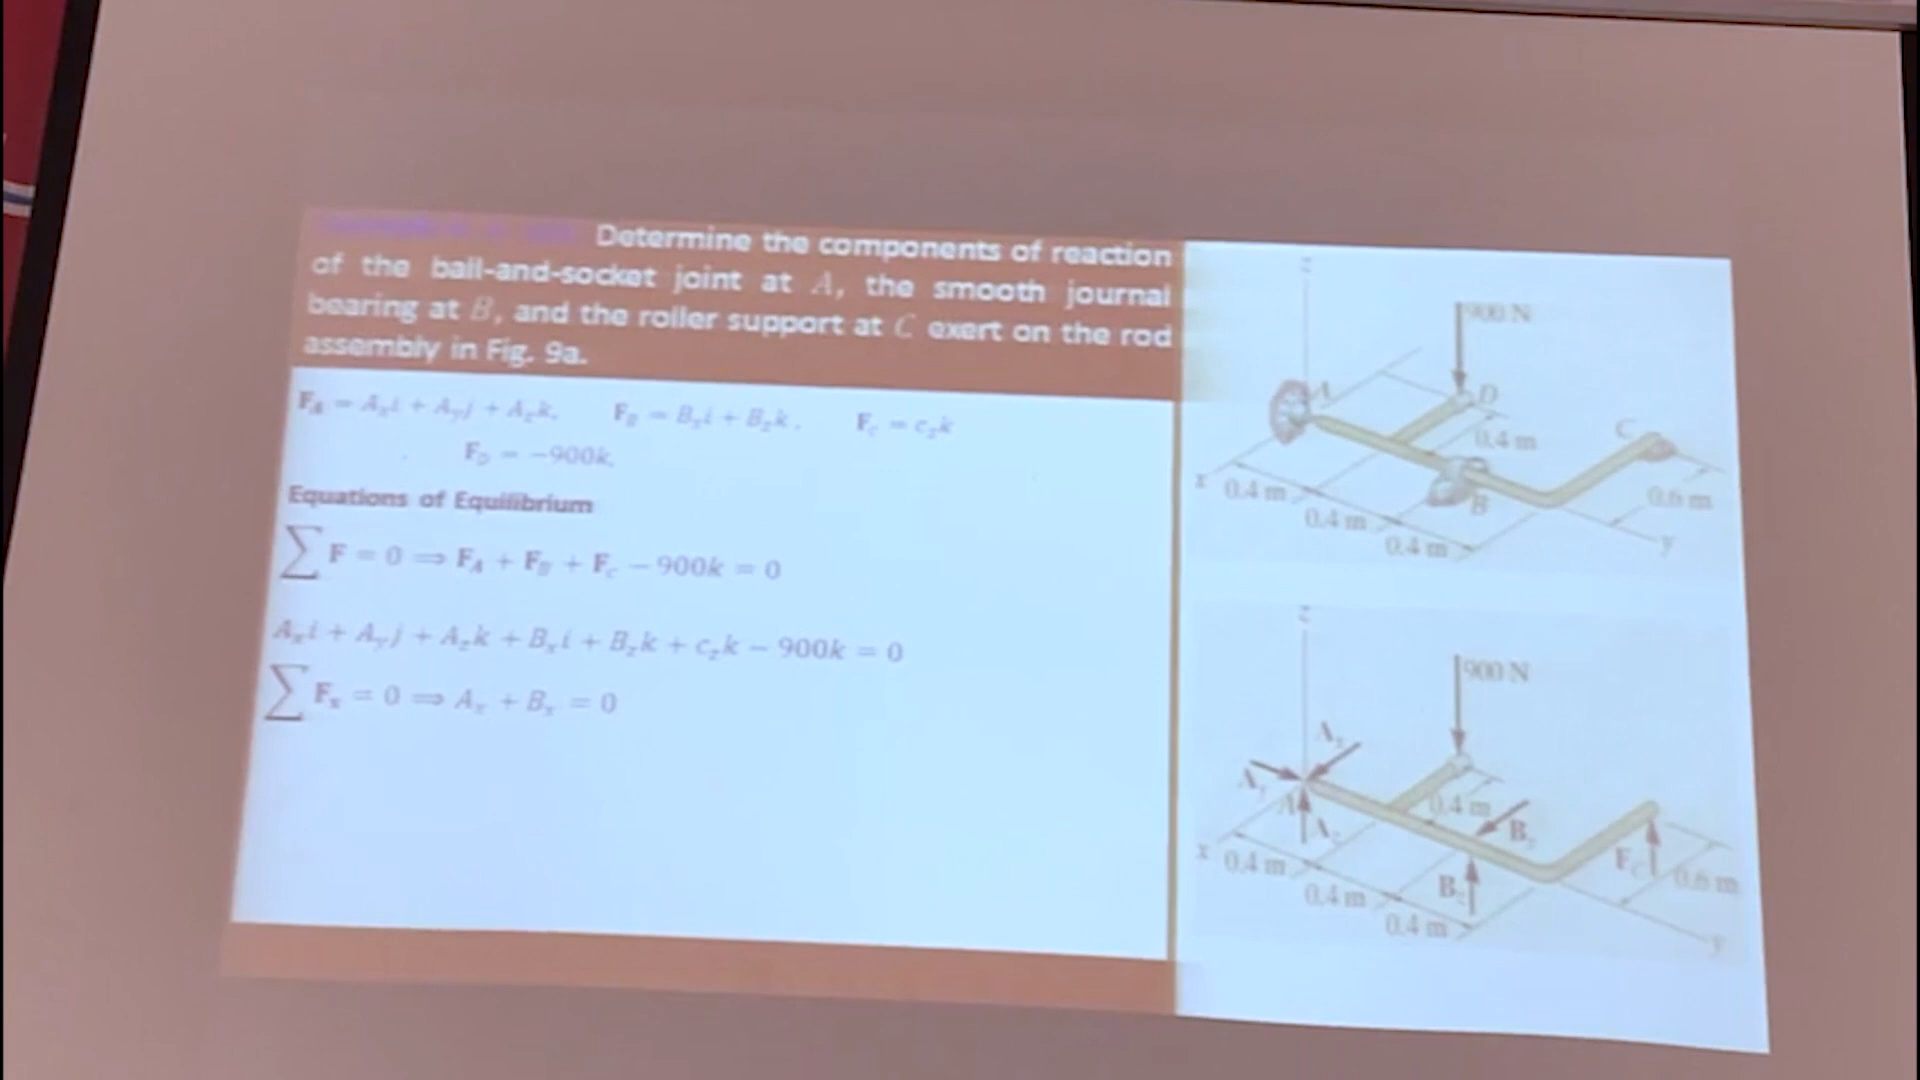 Determine the components of reaction
of the ball-and-socket joint at A, the smooth journal
bearing at B, and the roller support at C exert on the rod
assembly in Fig. 9a.
F_A = A_x i + A_y j + A_z k. F_B = B_x i + B_z k. F_c = c_z k
F_D = −900k.
Equations of Equilibrium
∑ F = 0 ⟹ F_A + F_B + F_c − 900k = 0
A_x i + A_y j + A_z k + B_x i + B_z k + c_z k − 900k = 0
∑ F_x = 0 ⟹ A_x + B_x = 0
z
900 N
A
D
0.4 m
C
x
0.4 m
B
0.6 m
0.4 m
0.4 m
y
z
900 N
A_x
A_y
A
A_z
0.4 m
B_x
x
0.4 m
F_C
0.6 m
0.4 m
B_z
0.4 m
y